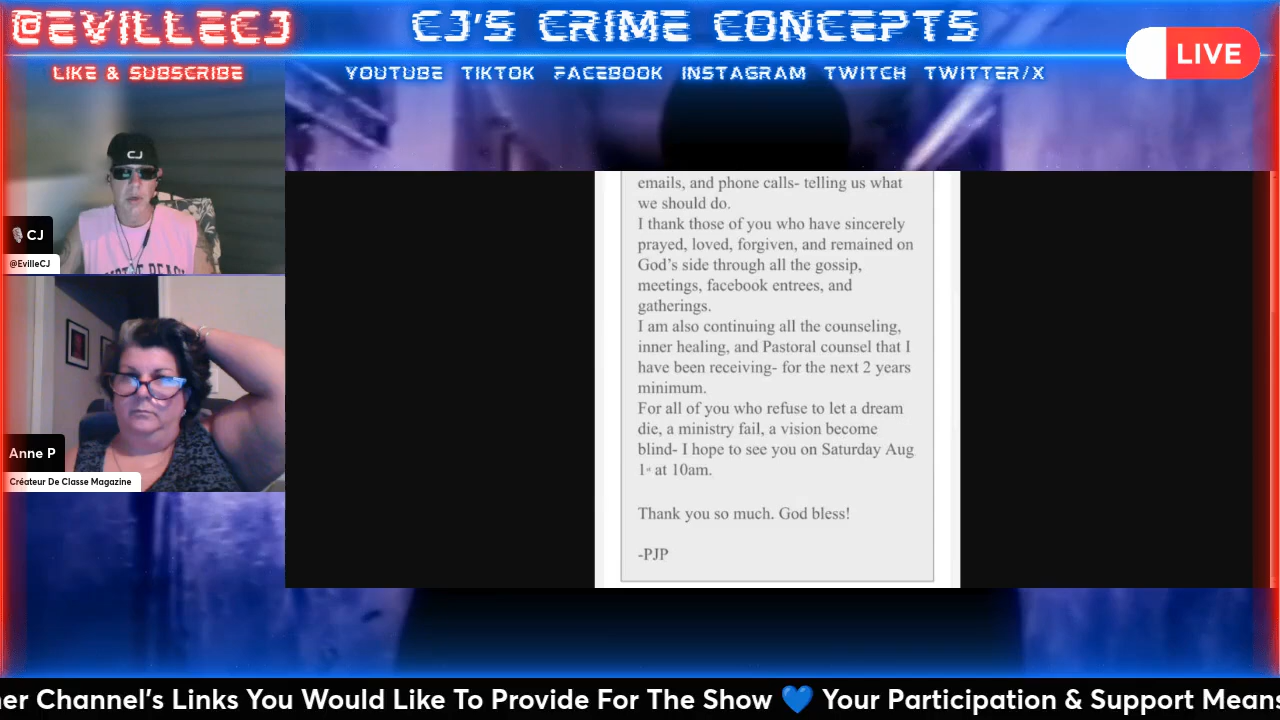 @EVILLECJ
CJ'S CRIME CONCEPTS
LIVE
LIKE & SUBSCRIBE
YOUTUBE TIKTOK FACEBOOK INSTAGRAM TWITCH TWITTER/X
CJ
CJ
@EvilleCJ
Anne P
Créateur De Classe Magazine
emails, and phone calls- telling us what
we should do.
I thank those of you who have sincerely
prayed, loved, forgiven, and remained on
God's side through all the gossip,
meetings, facebook entrees, and
gatherings.
I am also continuing all the counseling,
inner healing, and Pastoral counsel that I
have been receiving- for the next 2 years
minimum.
For all of you who refuse to let a dream
die, a ministry fail, a vision become
blind- I hope to see you on Saturday Aug
1st at 10am.
Thank you so much. God bless!
-PJP
er Channel's Links You Would Like To Provide For The Show 💙 Your Participation & Support Means